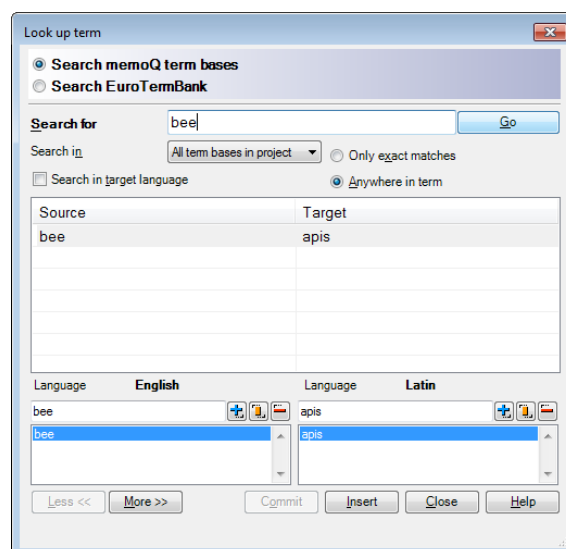 Look up term
Search memoQ term bases
Search EuroTermBank
Search for bee Go
Search in All term bases in project Only exact matches
Search in target language Anywhere in term
Source Target
bee apis
Language English Language Latin
bee apis
bee apis
Less << More >> Commit Insert Close Help